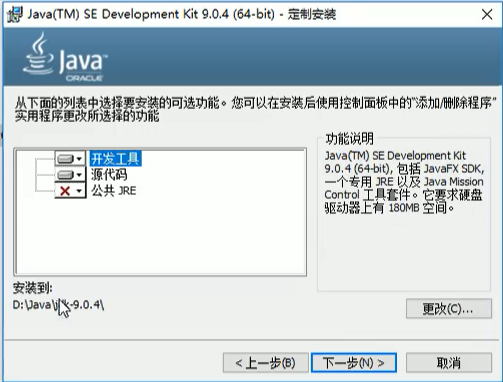 Java(TM) SE Development Kit 9.0.4 (64-bit) - 定制安装
Java
ORACLE
从下面的列表中选择要安装的可选功能。您可以在安装后使用控制面板中的“添加/删除程序”
实用程序更改所选择的功能
开发工具
源代码
公共 JRE
功能说明
Java(TM) SE Development Kit
9.0.4 (64-bit), 包括 JavaFX SDK,
一个专用 JRE 以及 Java Mission
Control 工具套件。它要求硬盘
驱动器上有 180MB 空间。
安装到:
D:\Java\jdk-9.0.4\
更改(C)...
< 上一步(B)
下一步(N) >
取消